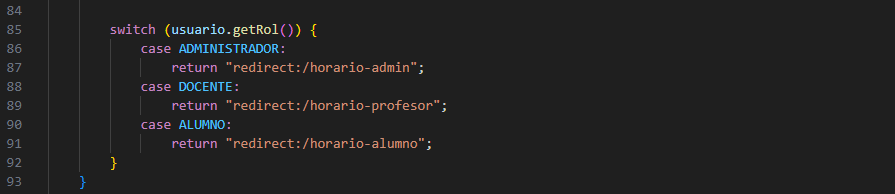 84
85 switch (usuario.getRol()) {
86 case ADMINISTRADOR:
87 return "redirect:/horario-admin";
88 case DOCENTE:
89 return "redirect:/horario-profesor";
90 case ALUMNO:
91 return "redirect:/horario-alumno";
92 }
93 }